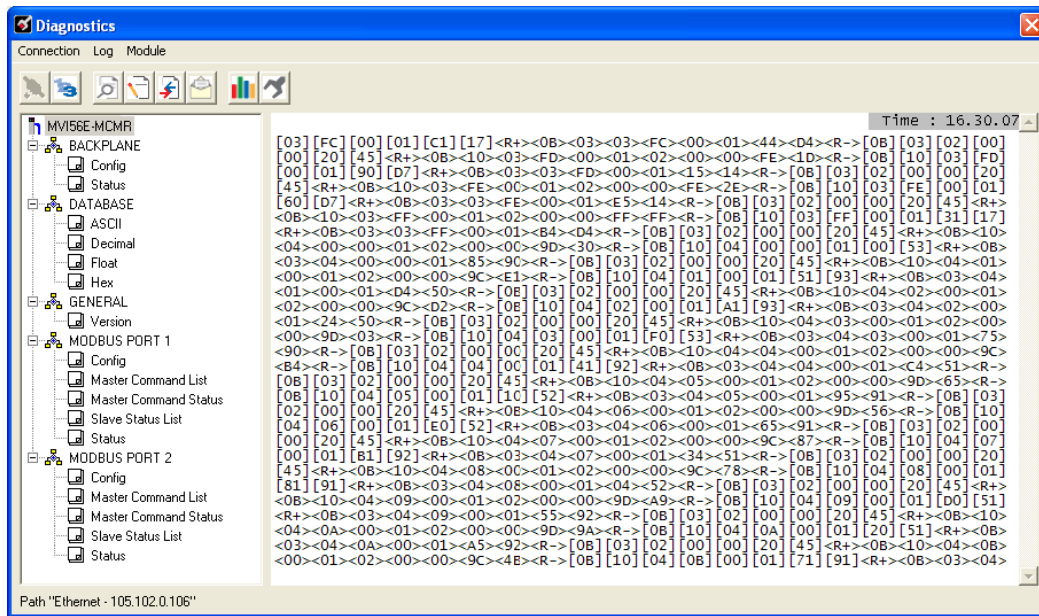 Diagnostics
Connection Log Module
MVI56E-MCMR
BACKPLANE
Config
Status
DATABASE
ASCII
Decimal
Float
Hex
GENERAL
Version
MODBUS PORT 1
Config
Master Command List
Master Command Status
Slave Status List
Status
MODBUS PORT 2
Config
Master Command List
Master Command Status
Slave Status List
Status
Time : 16.30.07
[03][FC][00][01][C1][17]<R+><0B><03><03><FC><00><01><44><D4><R->[0B][03][02][00]
[00][20][45]<R+><0B><10><03><FD><00><01><02><00><00><FE><1D><R->[0B][10][03][FD]
[00][01][90][D7]<R+><0B><03><03><FD><00><01><15><14><R->[0B][03][02][00][00][20]
[45]<R+><0B><10><03><FE><00><01><02><00><00><FE><2E><R->[0B][10][03][FE][00][01]
[60][D7]<R+><0B><03><03><FE><00><01><E5><14><R->[0B][03][02][00][00][20][45]<R+>
<0B><10><03><FF><00><01><02><00><00><FF><FF><R->[0B][10][03][FF][00][01][31][17]
<R+><0B><03><03><FF><00><01><B4><D4><R->[0B][03][02][00][00][20][45]<R+><0B><10>
<04><00><00><01><02><00><00><9D><30><R->[0B][10][04][00][00][01][00][53]<R+><0B>
<03><04><00><00><01><85><90><R->[0B][03][02][00][00][20][45]<R+><0B><10><04><01>
<00><01><02><00><00><9C><E1><R->[0B][10][04][01][00][01][51][93]<R+><0B><03><04>
<01><00><01><D4><50><R->[0B][03][02][00][00][20][45]<R+><0B><10><04><02><00><01>
<02><00><00><9C><D2><R->[0B][10][04][02][00][01][A1][93]<R+><0B><03><04><02><00>
<01><24><50><R->[0B][03][02][00][00][20][45]<R+><0B><10><04><03><00><01><02><00>
<00><9D><03><R->[0B][10][04][03][00][01][F0][53]<R+><0B><03><04><03><00><01><75>
<90><R->[0B][03][02][00][00][20][45]<R+><0B><10><04><04><00><01><02><00><00><9C>
<B4><R->[0B][10][04][04][00][01][41][92]<R+><0B><03><04><04><00><01><C4><51><R->
[0B][03][02][00][00][20][45]<R+><0B><10><04><05><00><01><02><00><00><9D><65><R->
[0B][10][04][05][00][01][10][52]<R+><0B><03><04><05><00><01><95><91><R->[0B][03]
[02][00][00][20][45]<R+><0B><10><04><06><00><01><02><00><00><9D><56><R->[0B][10]
[04][06][00][01][E0][52]<R+><0B><03><04><06><00><01><65><91><R->[0B][03][02][00]
[00][20][45]<R+><0B><10><04><07><00><01><02><00><00><9C><87><R->[0B][10][04][07]
[00][01][B1][92]<R+><0B><03><04><07><00><01><34><51><R->[0B][03][02][00][00][20]
[45]<R+><0B><10><04><08><00><01><02><00><00><9C><78><R->[0B][10][04][08][00][01]
[81][91]<R+><0B><03><04><08><00><01><04><52><R->[0B][03][02][00][00][20][45]<R+>
<0B><10><04><09><00><01><02><00><00><9D><A9><R->[0B][10][04][09][00][01][D0][51]
<R+><0B><03><04><09><00><01><55><92><R->[0B][03][02][00][00][20][45]<R+><0B><10>
<04><0A><00><01><02><00><00><9D><9A><R->[0B][10][04][0A][00][01][20][51]<R+><0B>
<03><04><0A><00><01><A5><92><R->[0B][03][02][00][00][20][45]<R+><0B><10><04><0B>
<00><01><02><00><00><9C><4B><R->[0B][10][04][0B][00][01][71][91]<R+><0B><03><04>
Path "Ethernet - 105.102.0.106"